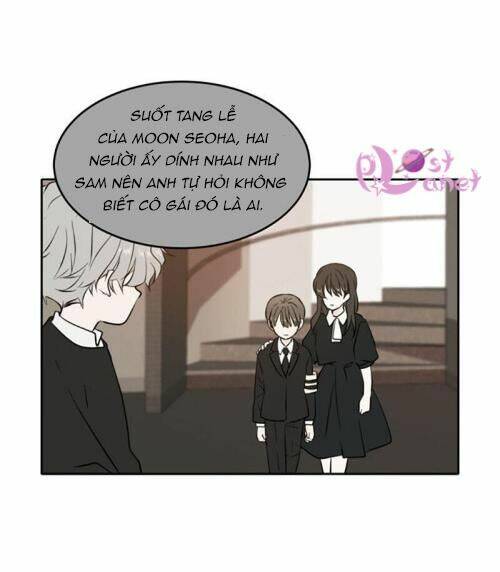 SUỐT TANG LỄ
CỦA MOON SEOHA, HAI
NGƯỜI ẤY DÍNH NHAU NHƯ
SAM NÊN ANH TỰ HỎI KHÔNG
BIẾT CÔ GÁI ĐÓ LÀ AI.